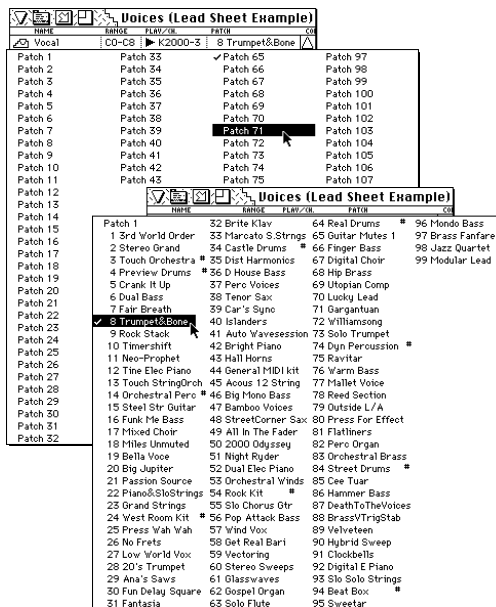 Voices (Lead Sheet Example)
NAME RANGE PLAY/CH. PATCH COM
Vocal C0-C8 ▶ K2000-3 8 Trumpet&Bone
Patch 1 Patch 33 ✓Patch 65 Patch 97
Patch 2 Patch 34 Patch 66 Patch 98
Patch 3 Patch 35 Patch 67 Patch 99
Patch 4 Patch 36 Patch 68 Patch 100
Patch 5 Patch 37 Patch 69 Patch 101
Patch 6 Patch 38 Patch 70 Patch 102
Patch 7 Patch 39 Patch 71 Patch 103
Patch 8 Patch 40 Patch 72 Patch 104
Patch 9 Patch 41 Patch 73 Patch 105
Patch 10 Patch 42 Patch 74 Patch 106
Patch 11 Patch 43 Patch 75 Patch 107
Patch 12
Patch 13
Patch 14
Patch 15
Patch 16
Patch 17
Patch 18
Patch 19
Patch 20
Patch 21
Patch 22
Patch 23
Patch 24
Patch 25
Patch 26
Patch 27
Patch 28
Patch 29
Patch 30
Patch 31
Patch 32
Voices (Lead Sheet Example)
NAME RANGE PLAY/CH. PATCH COM
Patch 1 32 Brite Klav 64 Real Drums # 96 Mondo Bass
1 3rd World Order 33 Marcato S.Strngs 65 Guitar Mutes 1 97 Brass Fanfare
2 Stereo Grand 34 Castle Drums # 66 Finger Bass 98 Jazz Quartet
3 Touch Orchestra # 35 Dist Harmonics 67 Digital Choir 99 Modular Lead
4 Preview Drums # 36 D House Bass 68 Hip Brass
5 Crank It Up 37 Perc Voices 69 Utopian Comp
6 Dual Bass 38 Tenor Sax 70 Lucky Lead
7 Fair Breath 39 Car's Sync 71 Gargantuan
✓ 8 Trumpet&Bone 40 Islanders 72 Williamsong
9 Rock Stack 41 Auto Wavesession 73 Solo Trumpet
10 Timershift 42 Bright Piano 74 Dyn Percussion #
11 Neo-Prophet 43 Hall Horns 75 Ravitar
12 Tine Elec Piano 44 General MIDI kit 76 Warm Bass
13 Touch StringOrch 45 Acous 12 String 77 Mallet Voice
14 Orchestral Perc # 46 Big Mono Bass 78 Reed Section
15 Steel Str Guitar 47 Bamboo Voices 79 Outside L/A
16 Funk Me Bass 48 StreetCorner Sax 80 Press For Effect
17 Mixed Choir 49 All In The Fader 81 Flatliners
18 Miles Unmuted 50 2000 Odyssey 82 Perc Organ
19 Bella Voce 51 Night Ryder 83 Orchestral Brass
20 Big Jupiter 52 Dual Elec Piano 84 Street Drums #
21 Passion Source 53 Orchestral Winds 85 Cee Tuar
22 Piano&SloStrings 54 Rock Kit # 86 Hammer Bass
23 Grand Strings 55 Slo Chorus Gtr 87 DeathToTheVoices
24 West Room Kit # 56 Pop Attack Bass 88 BrassVTrigStab
25 Press Wah Wah 57 Wind Vox 89 Velveteen
26 No Frets 58 Get Real Bari 90 Hybrid Sweep
27 Low World Vox 59 Vectoring 91 Clockbells
28 20's Trumpet 60 Stereo Sweeps 92 Digital E Piano
29 Ana's Saws 61 Glasswaves 93 Slo Solo Strings
30 Fun Delay Square 62 Gospel Organ 94 Beat Box #
31 Fantasia 63 Solo Flute 95 Sweetar